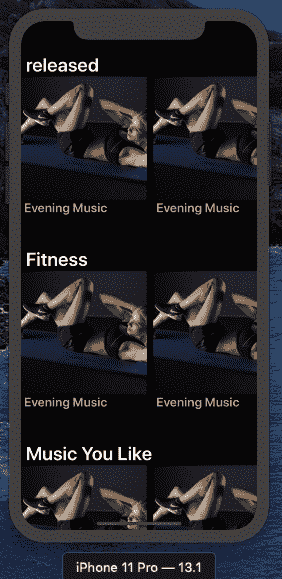 released
Evening Music Evening Music
Fitness
Evening Music Evening Music
Music You Like
iPhone 11 Pro — 13.1